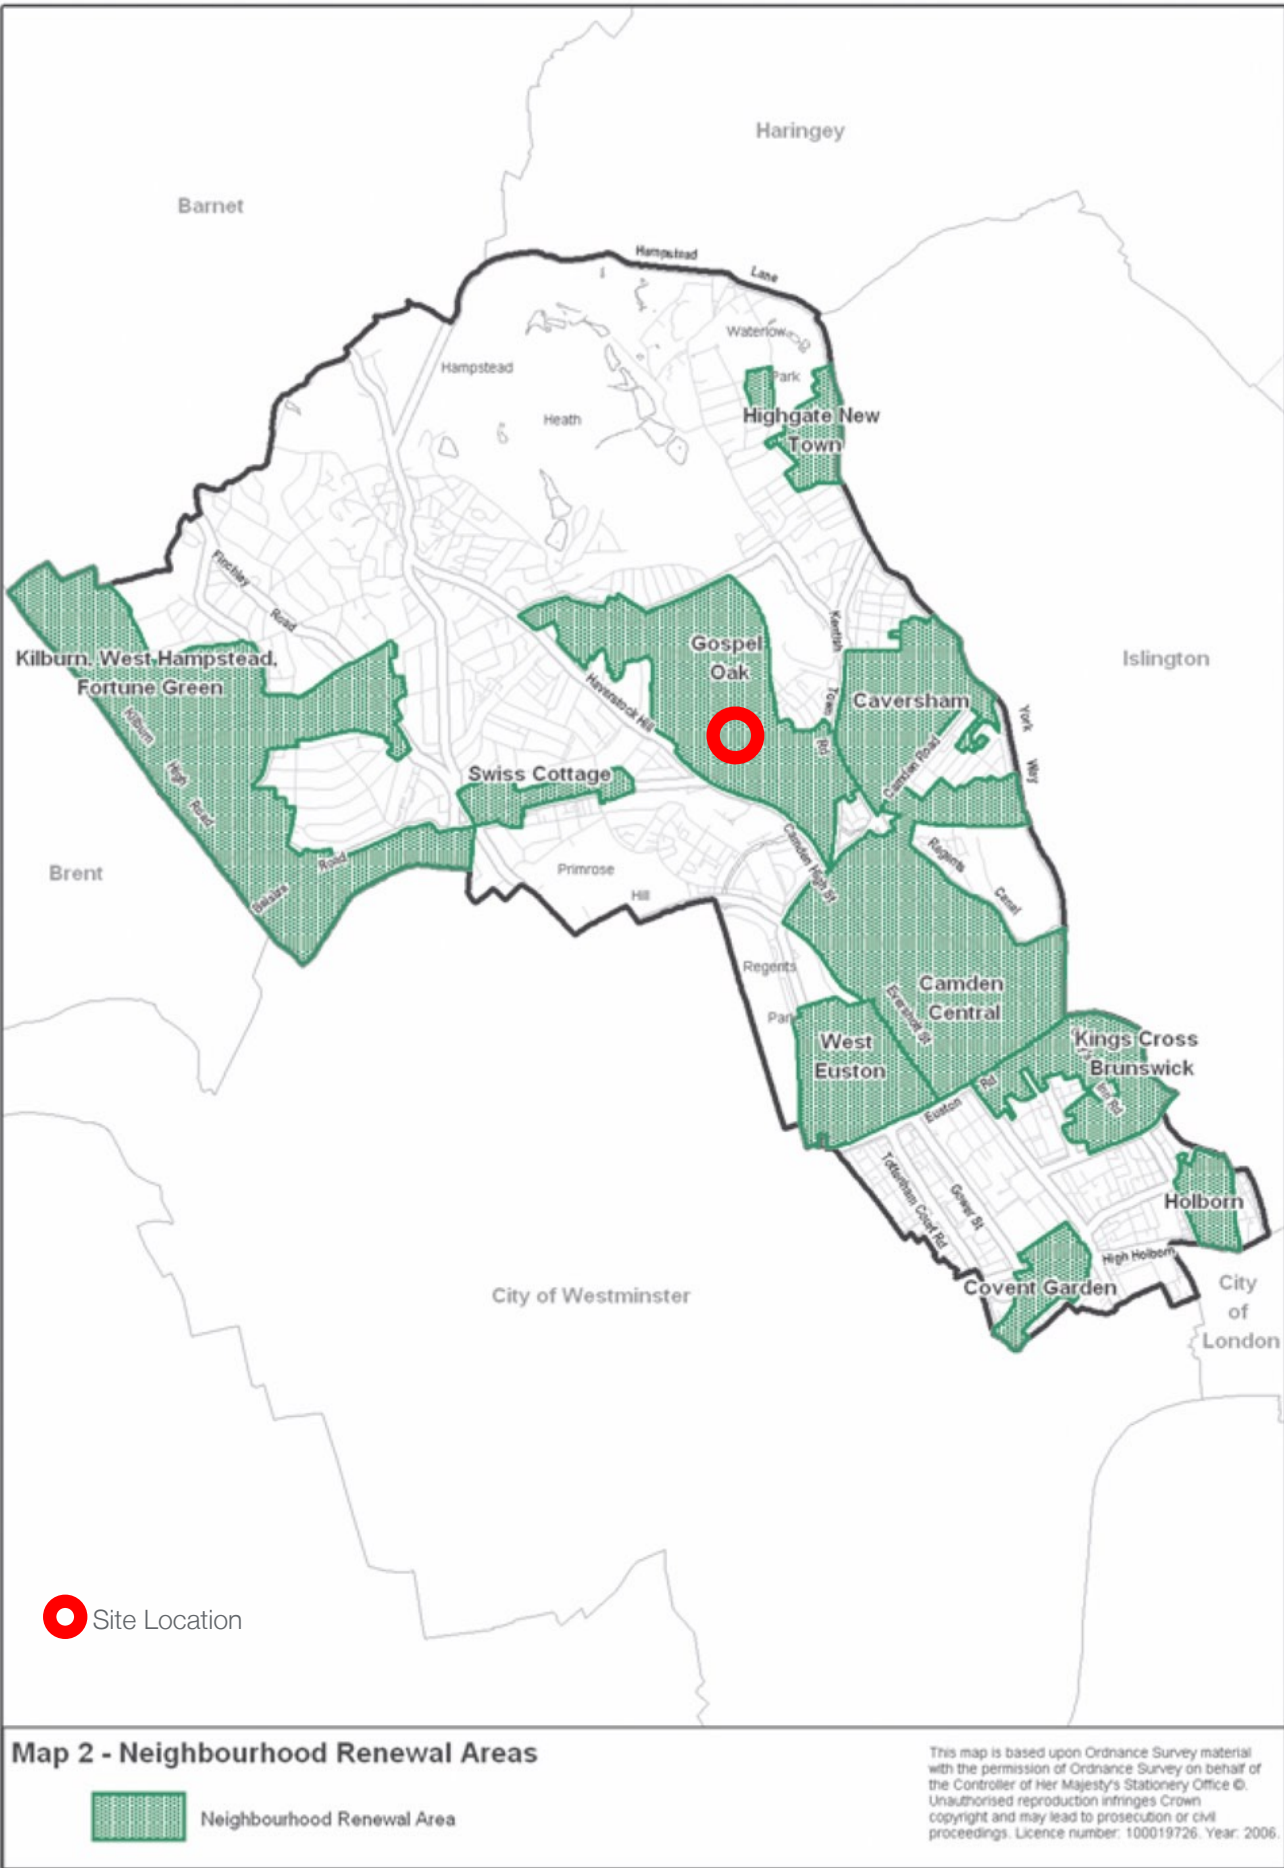 Haringey
Barnet
Hampstead
Lane
Waterlow
Park
Hampstead
Heath
Highgate New
Town
Finchley
Road
Kentish
Town
Rd
Gospel
Oak
Kilburn, West Hampstead,
Fortune Green
Islington
Haverstock Hill
Caversham
York
Way
Kilburn
High
Road
Camden Road
Swiss Cottage
Brent
Road
Belsize
Primrose
Hill
Camden High St
Regents
Canal
Regents
Park
Camden
Central
Eversholt St
West
Euston
Kings Cross
Brunswick
Inn Rd
Euston
Rd
Tottenham Court Rd
Gower St
Holborn
High Holborn
Covent Garden
City of Westminster
City
of
London
Site Location
Map 2 - Neighbourhood Renewal Areas
Neighbourhood Renewal Area
This map is based upon Ordnance Survey material
with the permission of Ordnance Survey on behalf of
the Controller of Her Majesty's Stationery Office ©.
Unauthorised reproduction infringes Crown
copyright and may lead to prosecution or civil
proceedings. Licence number: 100019726. Year: 2006.